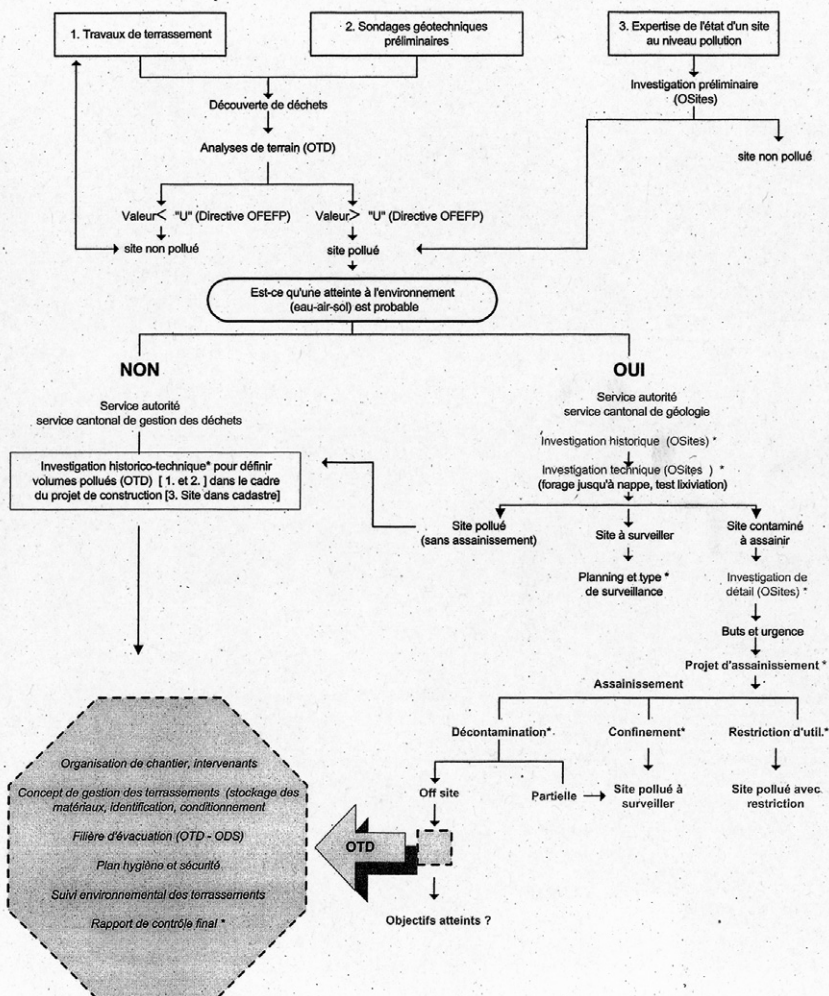 1. Travaux de terrassement
2. Sondages géotechniques
préliminaires
3. Expertise de l'état d'un site
au niveau pollution
Investigation préliminaire
(OSites)
Découverte de déchets
Analyses de terrain (OTD)
site non pollué
Valeur< "U" (Directive OFEFP)
Valeur> "U" (Directive OFEFP)
site non pollué
site pollué
Est-ce qu'une atteinte à l'environnement
(eau-air-sol) est probable
NON
OUI
Service autorité
service cantonal de gestion des déchets
Service autorité
service cantonal de géologie
Investigation historique (OSites) *
Investigation historico-technique* pour définir
volumes pollués (OTD) [ 1. et 2. ] dans le cadre
du projet de construction [3. Site dans cadastre]
Investigation technique (OSites ) *
(forage jusqu'à nappe, test lixiviation)
Site pollué
(sans assainissement)
Site à surveiller
Site contaminé
à assainir
Planning et type *
de surveillance
Investigation de
détail (OSites) *
Buts et urgence
Projet d'assainissement *
Assainissement
Décontamination*
Confinement*
Restriction d'util.*
Off site
Partielle
Site pollué à
surveiller
Site pollué avec
restriction
Organisation de chantier, intervenants
Concept de gestion des terrassements (stockage des
matériaux, identification, conditionnement
Filière d'évacuation (OTD - ODS)
Plan hygiène et sécurité
Suivi environnemental des terrassements
Rapport de contrôle final *
OTD
Objectifs atteints ?